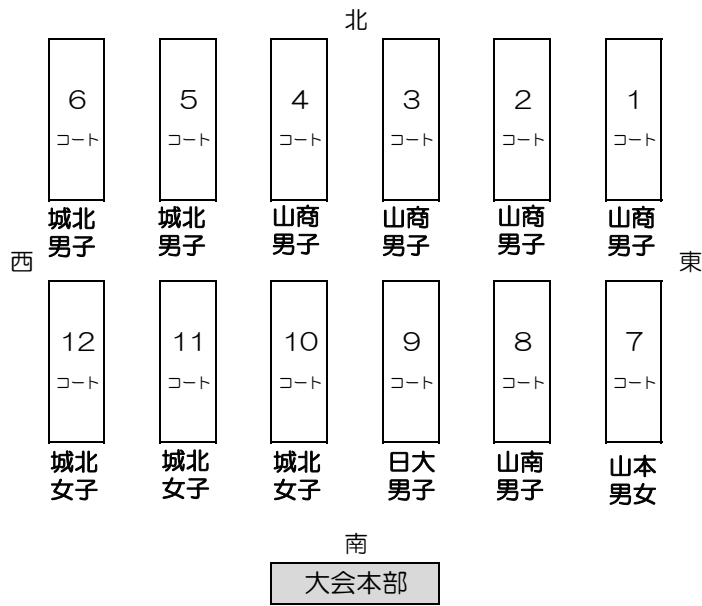 北
6 5 4 3 2 1
コート コート コート コート コート コート
城北 城北 山商 山商 山商 山商
男子 男子 男子 男子 男子 男子
西 東
12 11 10 9 8 7
コート コート コート コート コート コート
城北 城北 城北 日大 山南 山本
女子 女子 女子 男子 男子 男女
南
大会本部